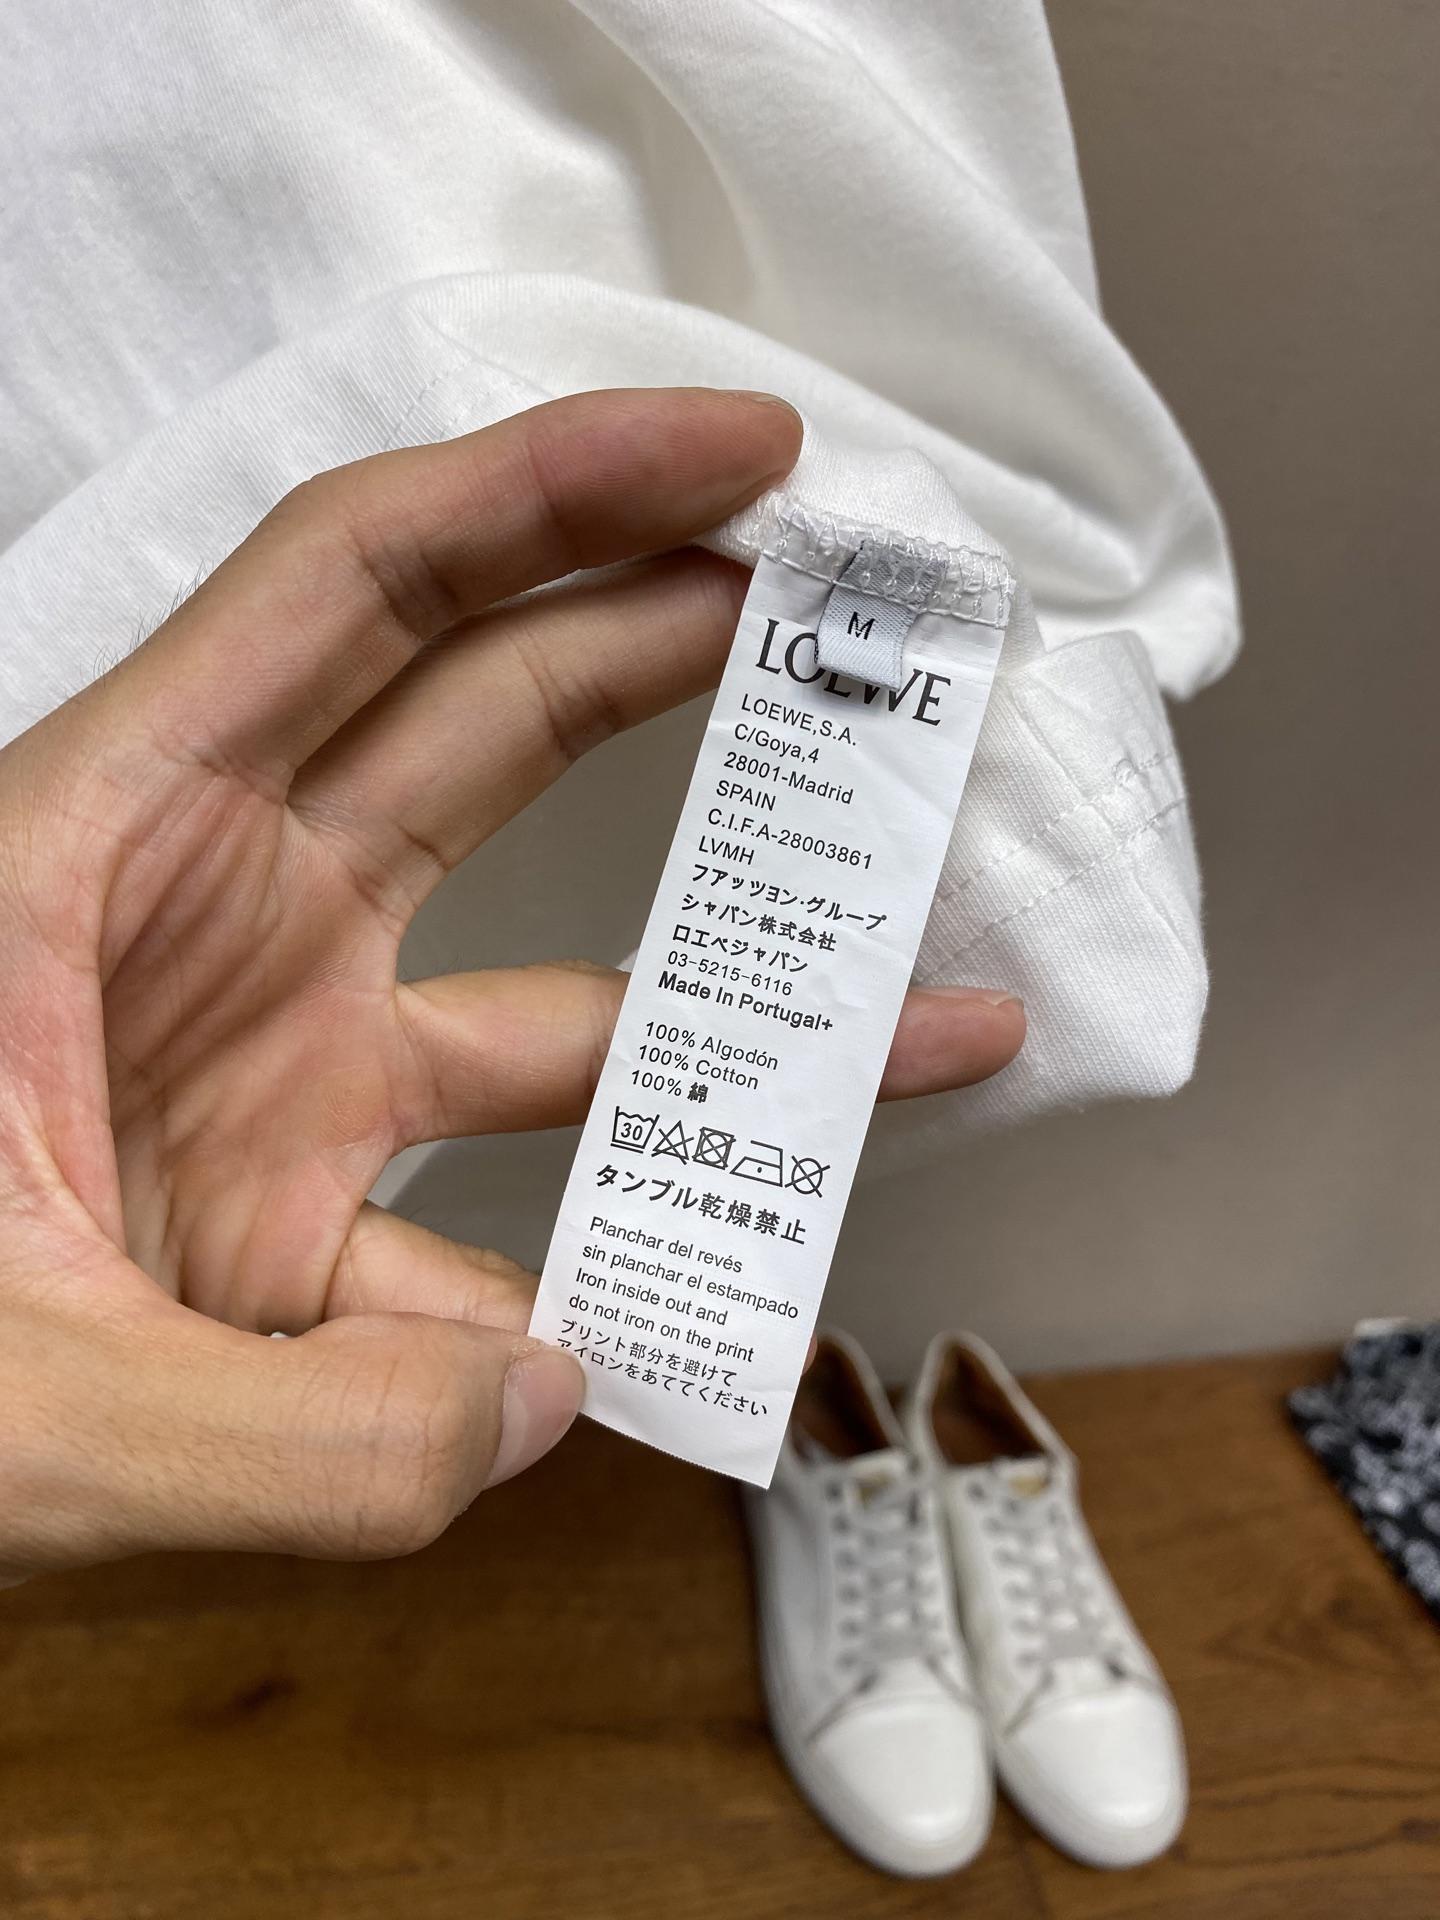 M
LOEWE
LOEWE,S.A.
C/Goya,4
28001-Madrid
SPAIN
C.I.F.A-28003861
LVMH
フアッツヨン·グループ
シャパン株式会社
口エベジャパン
03-5215-6116
Made In Portugal+
100% Algodón
100% Cotton
100% 綿
30
タンブル乾燥禁止
Planchar del revés
sin planchar el estampado
Iron inside out and
do not iron on the print
プリント部分を避けて
アイロンをあててください